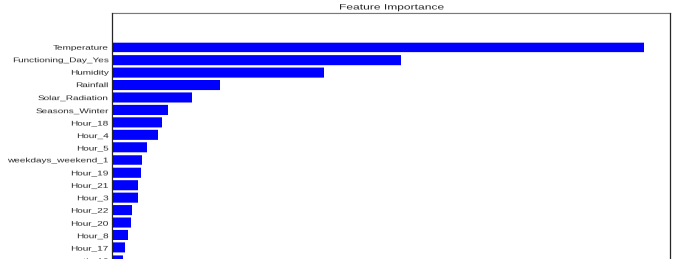 Feature Importance
Temperature
Functioning_Day_Yes
Humidity
Rainfall
Solar_Radiation
Seasons_Winter
Hour_18
Hour_4
Hour_5
weekdays_weekend_1
Hour_19
Hour_21
Hour_3
Hour_22
Hour_20
Hour_8
Hour_17